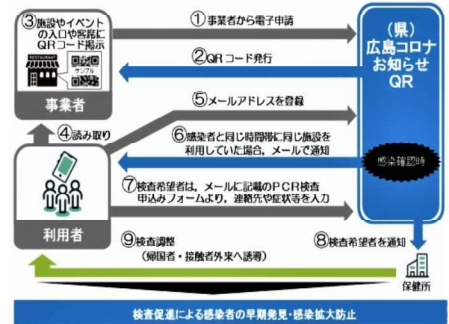 ③施設やイベント
の入口や客席に
QRコード掲示
RESTAURANT
サンプル
事業者
①事業者から電子申請
②QRコード発行
(県)
広島コロナ
お知らせ
QR
⑤メールアドレスを登録
④読み取り
⑥感染者と同じ時間帯に同じ施設を
利用していた場合,メールで通知
感染確認時
⑦検査希望者は,メールに記載のPCR検査
申込みフォームより,連絡先や症状等を入力
利用者
⑨検査調整
(帰国者・接触者外来へ誘導)
⑧検査希望者を通知
保健所
検査促進による感染者の早期発見・感染拡大防止